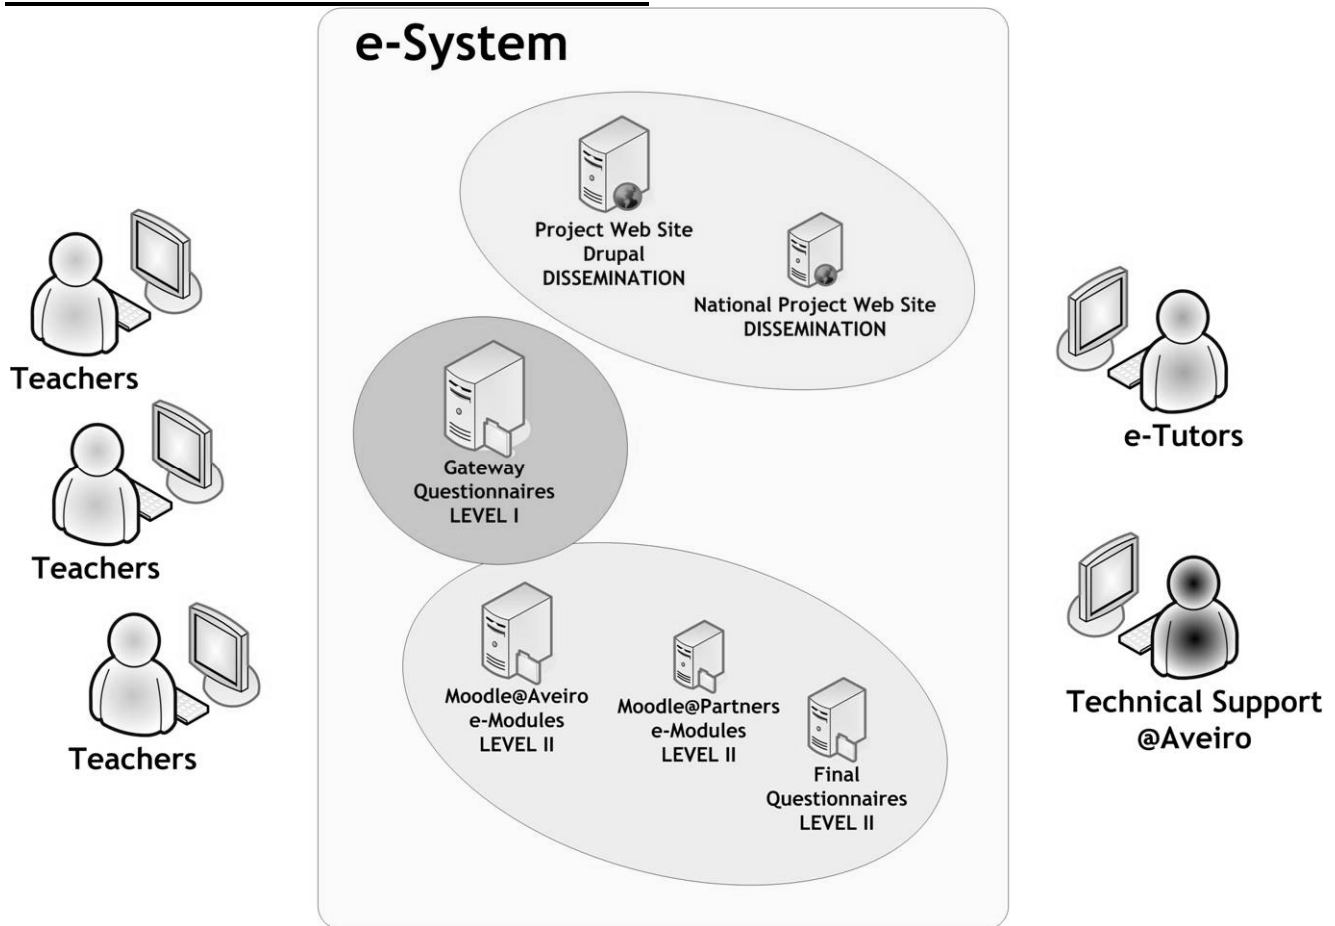 e-System
Project Web Site
Drupal
DISSEMINATION
National Project Web Site
DISSEMINATION
Teachers
Gateway
Questionnaires
LEVEL I
e-Tutors
Teachers
Moodle@Aveiro
e-Modules
LEVEL II
Moodle@Partners
e-Modules
LEVEL II
Final
Questionnaires
LEVEL II
Teachers
Technical Support
@Aveiro